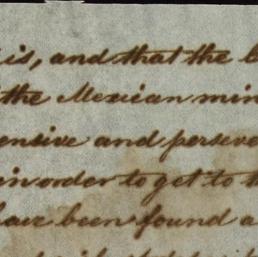 is, and that the
the Mexican min
ensive and perseve
in order to get to
have been found a